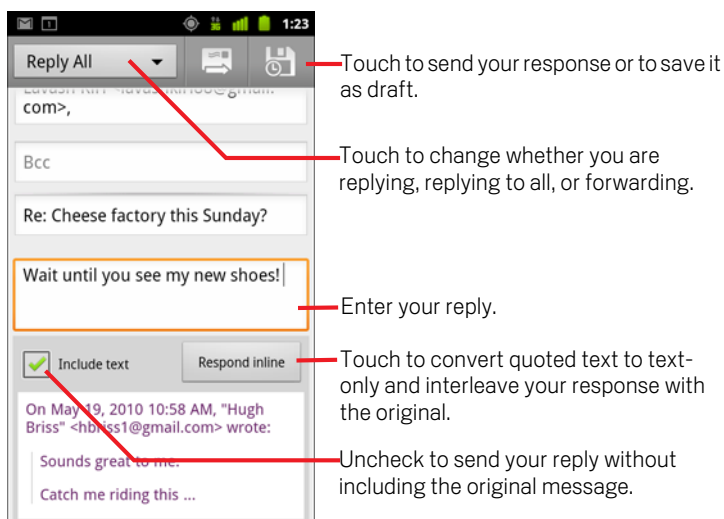 1:23
Reply All
Touch to send your response or to save it
as draft.
com>,
Bcc
Touch to change whether you are
replying, replying to all, or forwarding.
Re: Cheese factory this Sunday?
Wait until you see my new shoes!
Enter your reply.
Include text
Respond inline
Touch to convert quoted text to text-
only and interleave your response with
the original.
On May 19, 2010 10:58 AM, "Hugh
Briss" <hbriss1@gmail.com> wrote:
Sounds great to me.
Catch me riding this ...
Uncheck to send your reply without
including the original message.